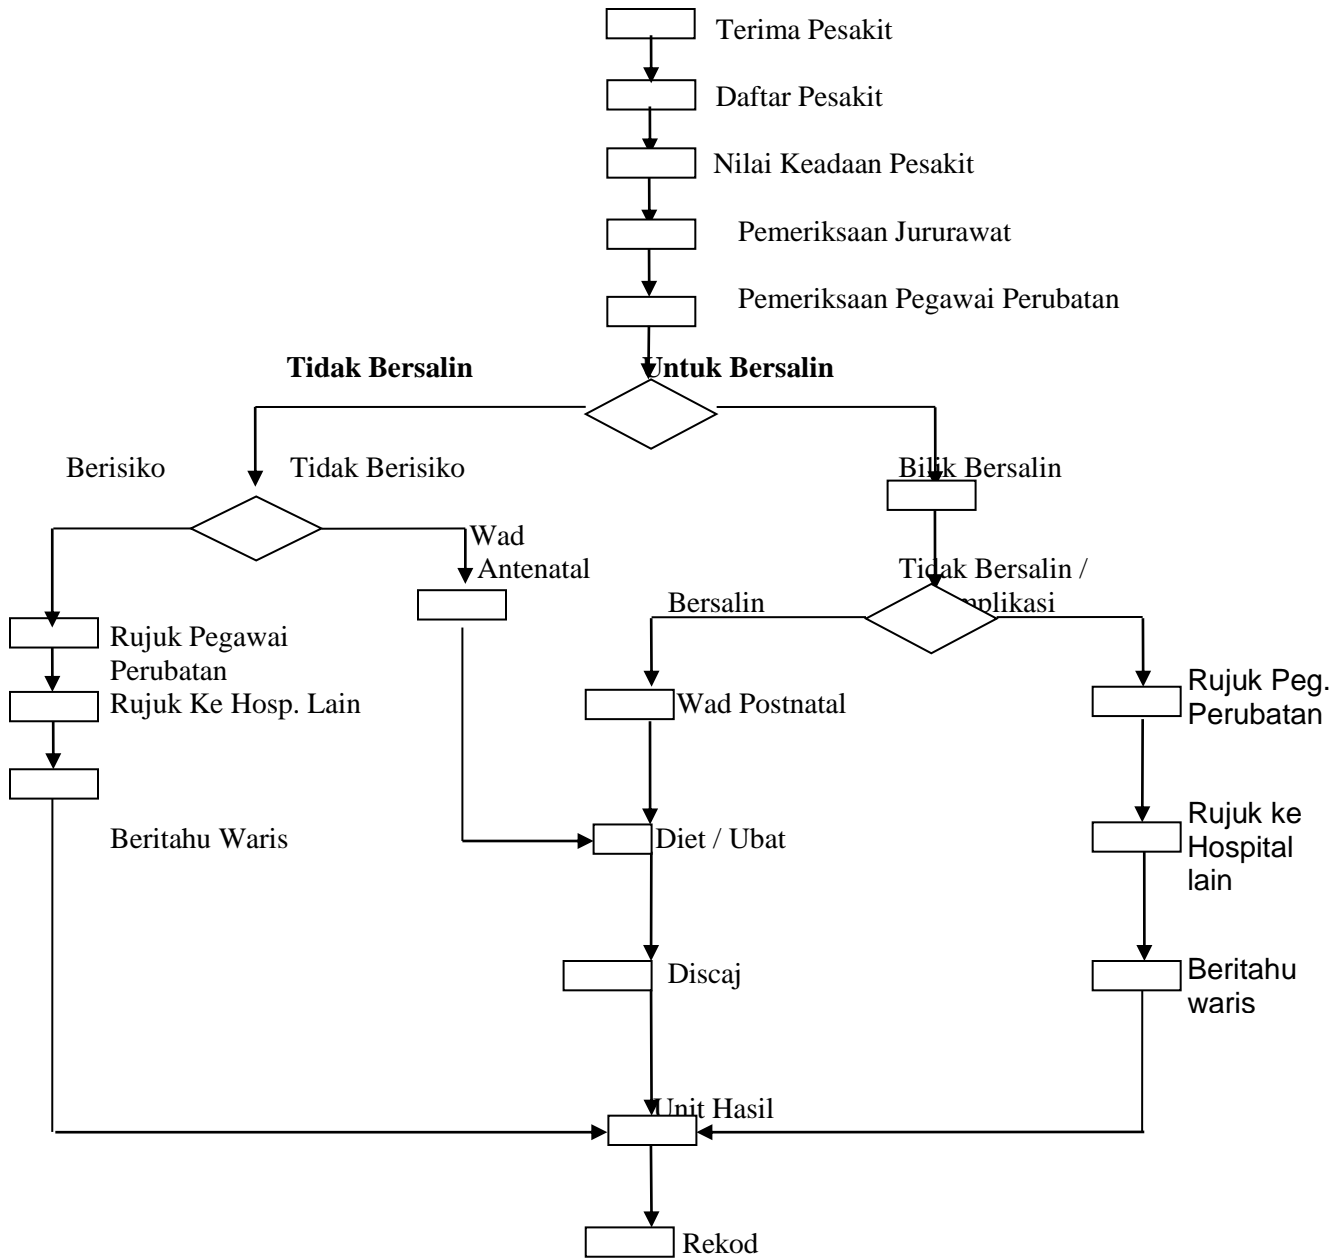 Terima Pesakit
Daftar Pesakit
Nilai Keadaan Pesakit
Pemeriksaan Jururawat
Pemeriksaan Pegawai Perubatan
Tidak Bersalin
Untuk Bersalin
Berisiko
Tidak Berisiko
Bilik Bersalin
Wad
Antenatal
Tidak Bersalin /
Bersalin
Rujuk Pegawai
Perubatan
Rujuk Ke Hosp. Lain
Wad Postnatal
Rujuk Peg.
Perubatan
Beritahu Waris
Diet / Ubat
Rujuk ke
Hospital
lain
Discaj
Beritahu
waris
Unit Hasil
Rekod